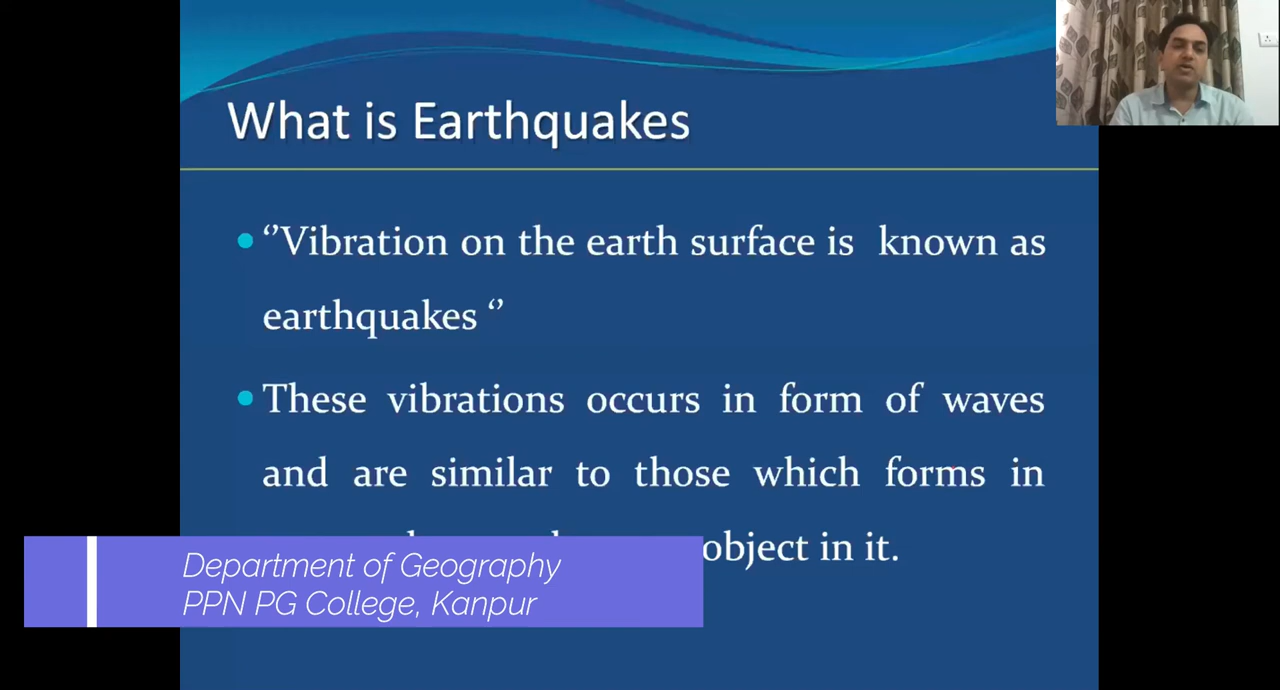 What is Earthquakes
‘’Vibration on the earth surface is known as
earthquakes ‘’
These vibrations occurs in form of waves
and are similar to those which forms in
object in it.
Department of Geography
PPN PG College, Kanpur